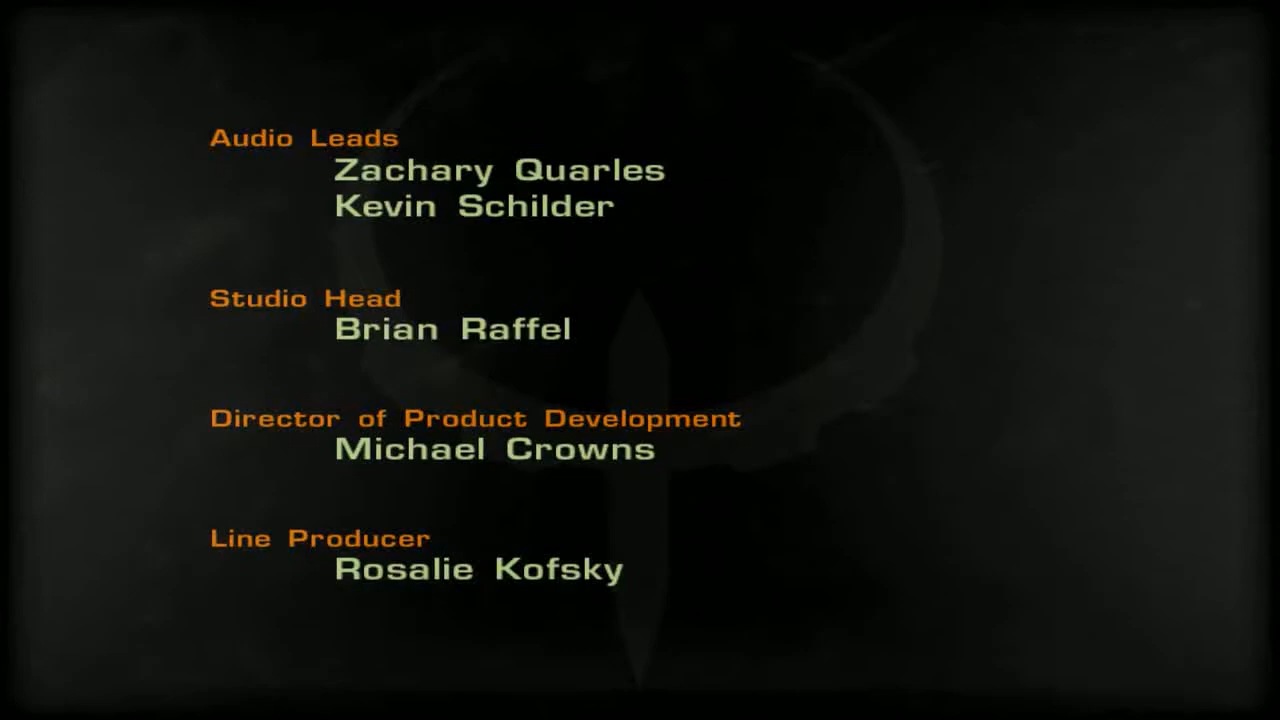 Audio Leads
Zachary Quarles
Kevin Schilder
Studio Head
Brian Raffel
Director of Product Development
Michael Crowns
Line Producer
Rosalie Kofsky